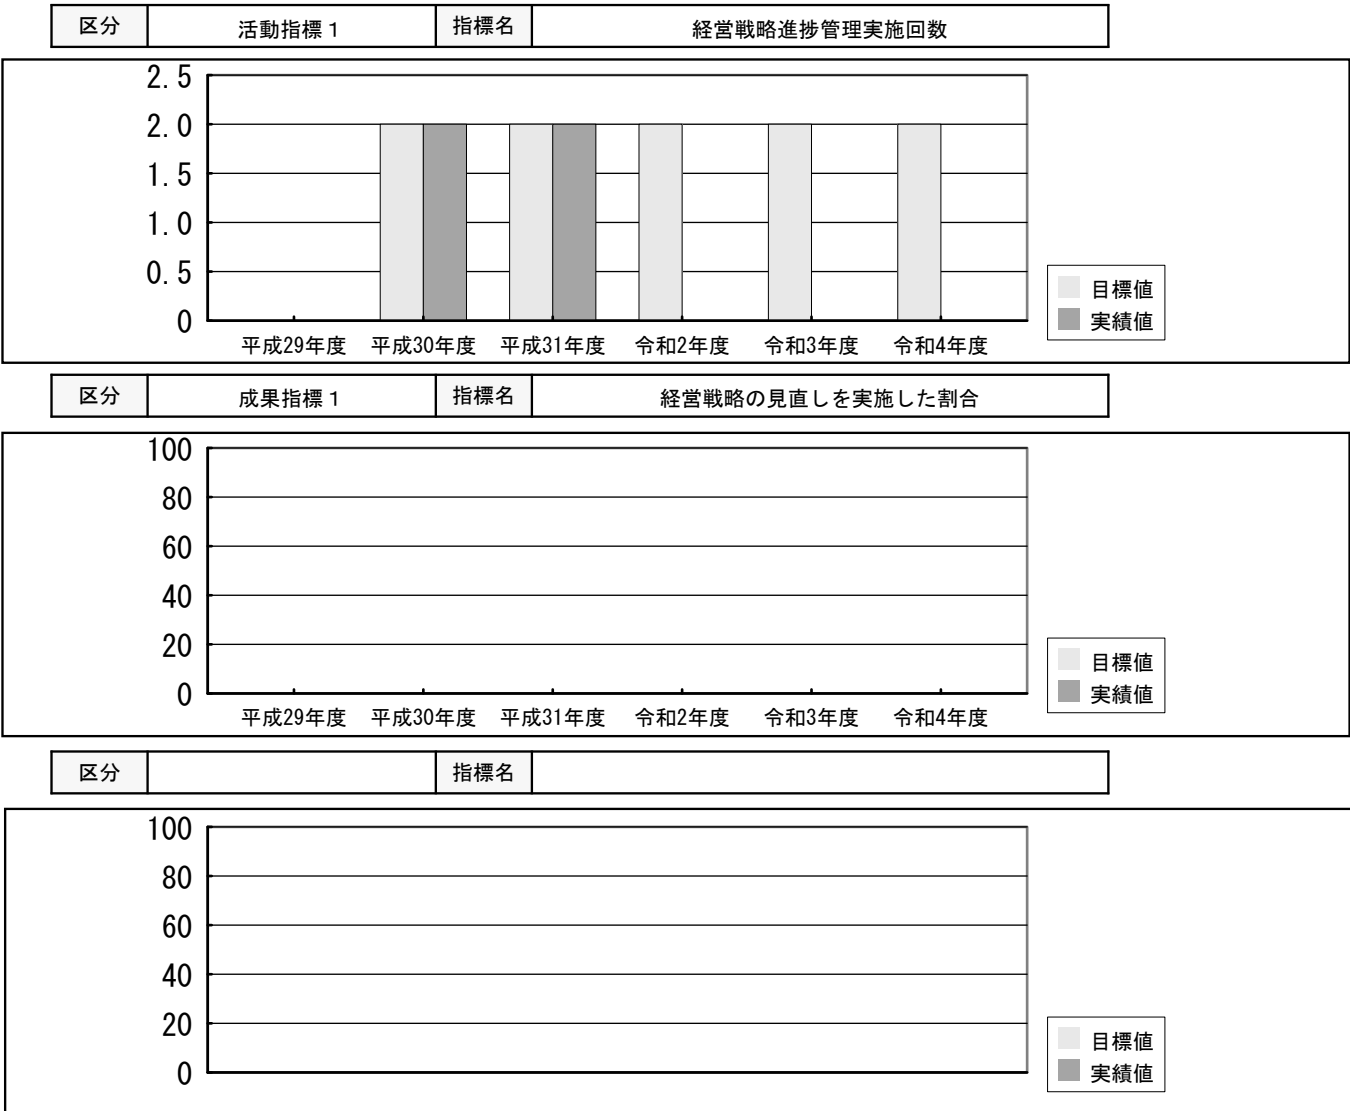 区分 活動指標１ 指標名 経営戦略進捗管理実施回数
2.5
2.0
1.5
1.0
0.5
0
平成29年度 平成30年度 平成31年度 令和2年度 令和3年度 令和4年度
目標値
実績値
区分 成果指標１ 指標名 経営戦略の見直しを実施した割合
100
80
60
40
20
0
平成29年度 平成30年度 平成31年度 令和2年度 令和3年度 令和4年度
目標値
実績値
区分 指標名
100
80
60
40
20
0
目標値
実績値